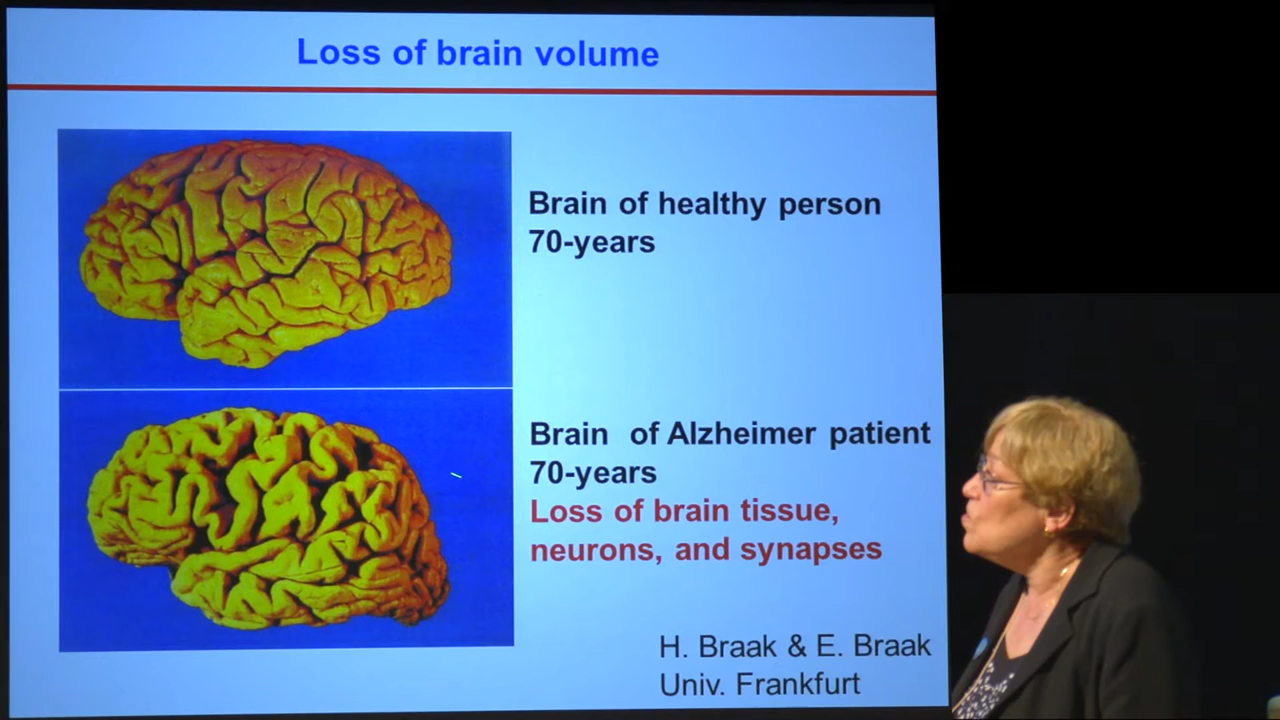 Loss of brain volume
Brain of healthy person
70-years
Brain of Alzheimer patient
70-years
Loss of brain tissue,
neurons, and synapses
H. Braak & E. Braak
Univ. Frankfurt